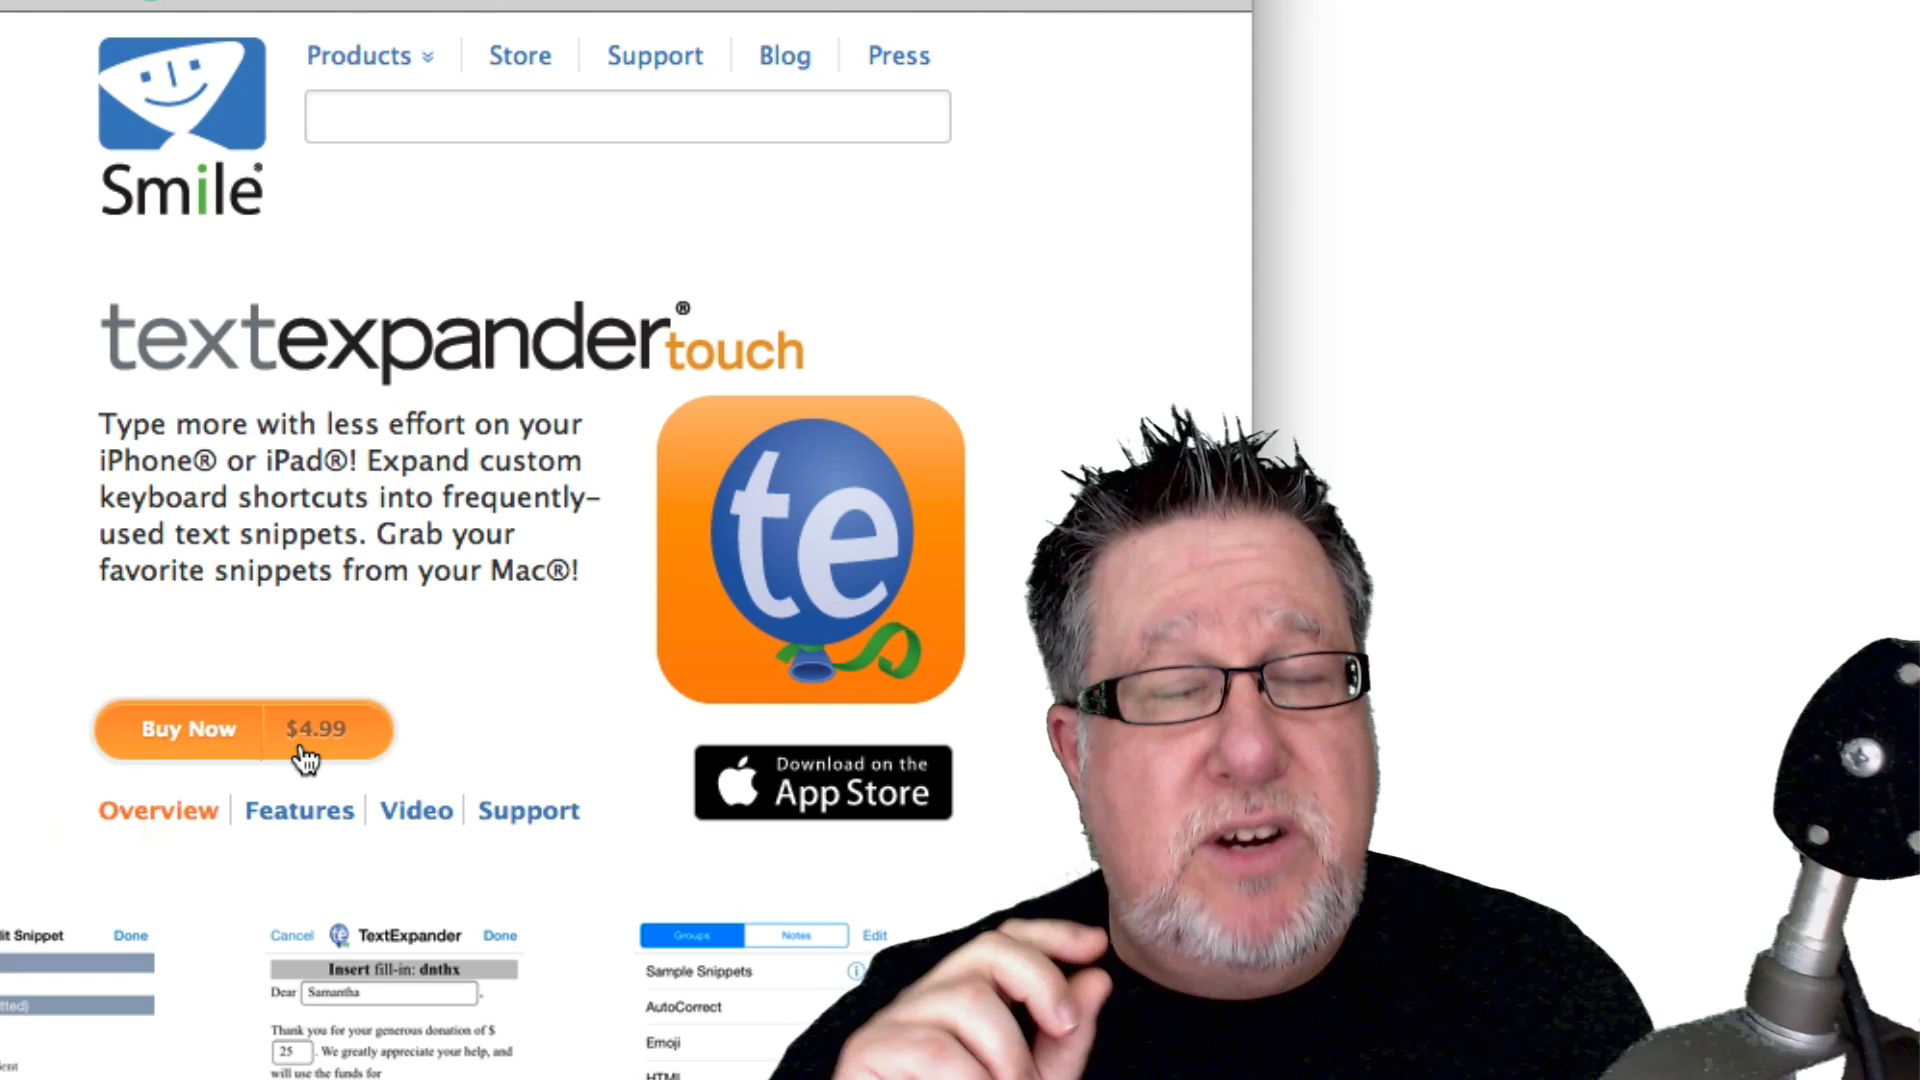 Products
Store
Support
Blog
Press
Smile
textexpander® touch
Type more with less effort on your
iPhone® or iPad®! Expand custom
keyboard shortcuts into frequently-
used text snippets. Grab your
favorite snippets from your Mac®!
te
Buy Now $4.99
Download on the
App Store
Overview
Features
Video
Support
Snippet
Done
Cancel
te
TextExpander
Done
Insert fill-in: dnthx
Dear Samantha ,
Thank you for your generous donation of $
25 . We greatly appreciate your help, and
will use the funds for
Groups
Notes
Edit
Sample Snippets
AutoCorrect
Emoji
HTML